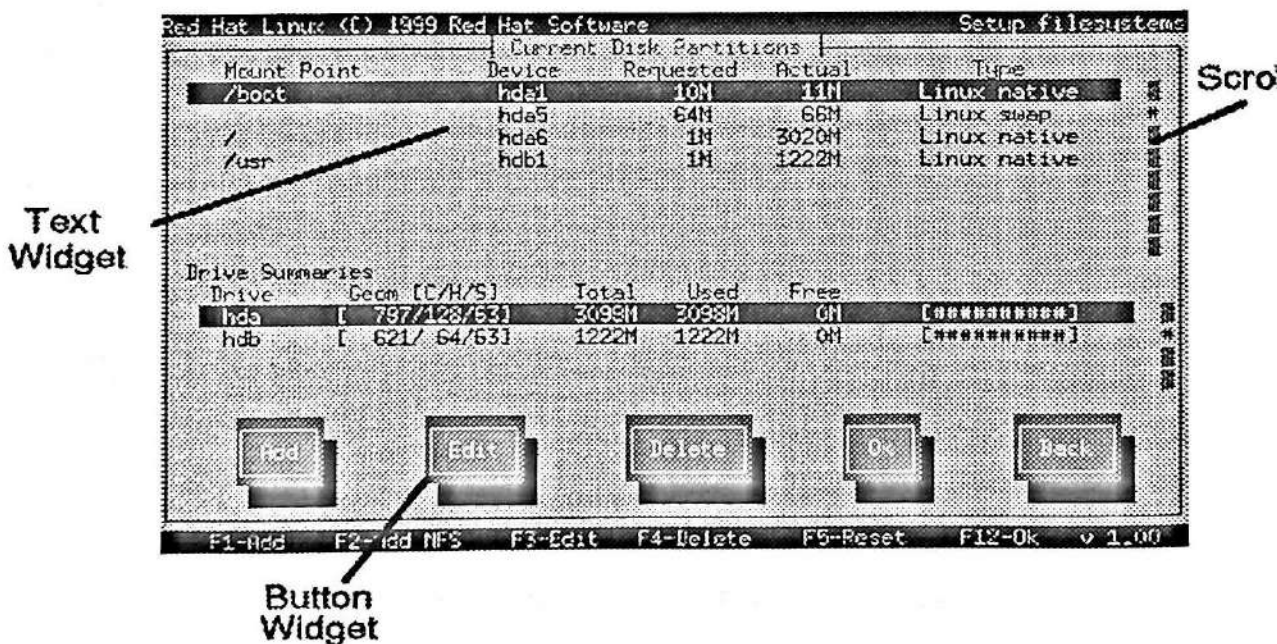 Red Hat Linux (C) 1999 Red Hat Software Setup filesystems
Current Disk Partitions
Mount Point Device Requested Actual Type
/boot hda1 10M 11M Linux native
hda5 64M 66M Linux swap
/ hda6 1M 3020M Linux native
/usr hdb1 1M 1222M Linux native
Scrol
Text
Widget
Drive Summaries
Drive Geom [C/H/S] Total Used Free
hda [ 787/128/63] 3098M 3098M 0M [##########]
hdb [ 621/ 64/63] 1222M 1222M 0M [##########]
Add Edit Delete Ok Back
F1-Add F2-Add NFS F3-Edit F4-Delete F5-Reset F12-Ok v 1.00
Button
Widget